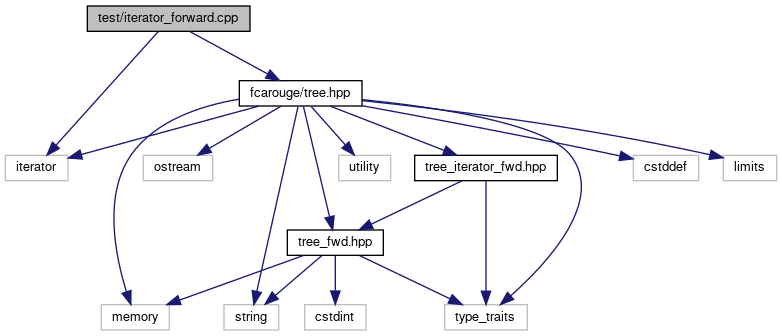 test/iterator_forward.cpp
fcarouge/tree.hpp
iterator
ostream
utility
tree_iterator_fwd.hpp
cstddef
limits
tree_fwd.hpp
memory
string
cstdint
type_traits